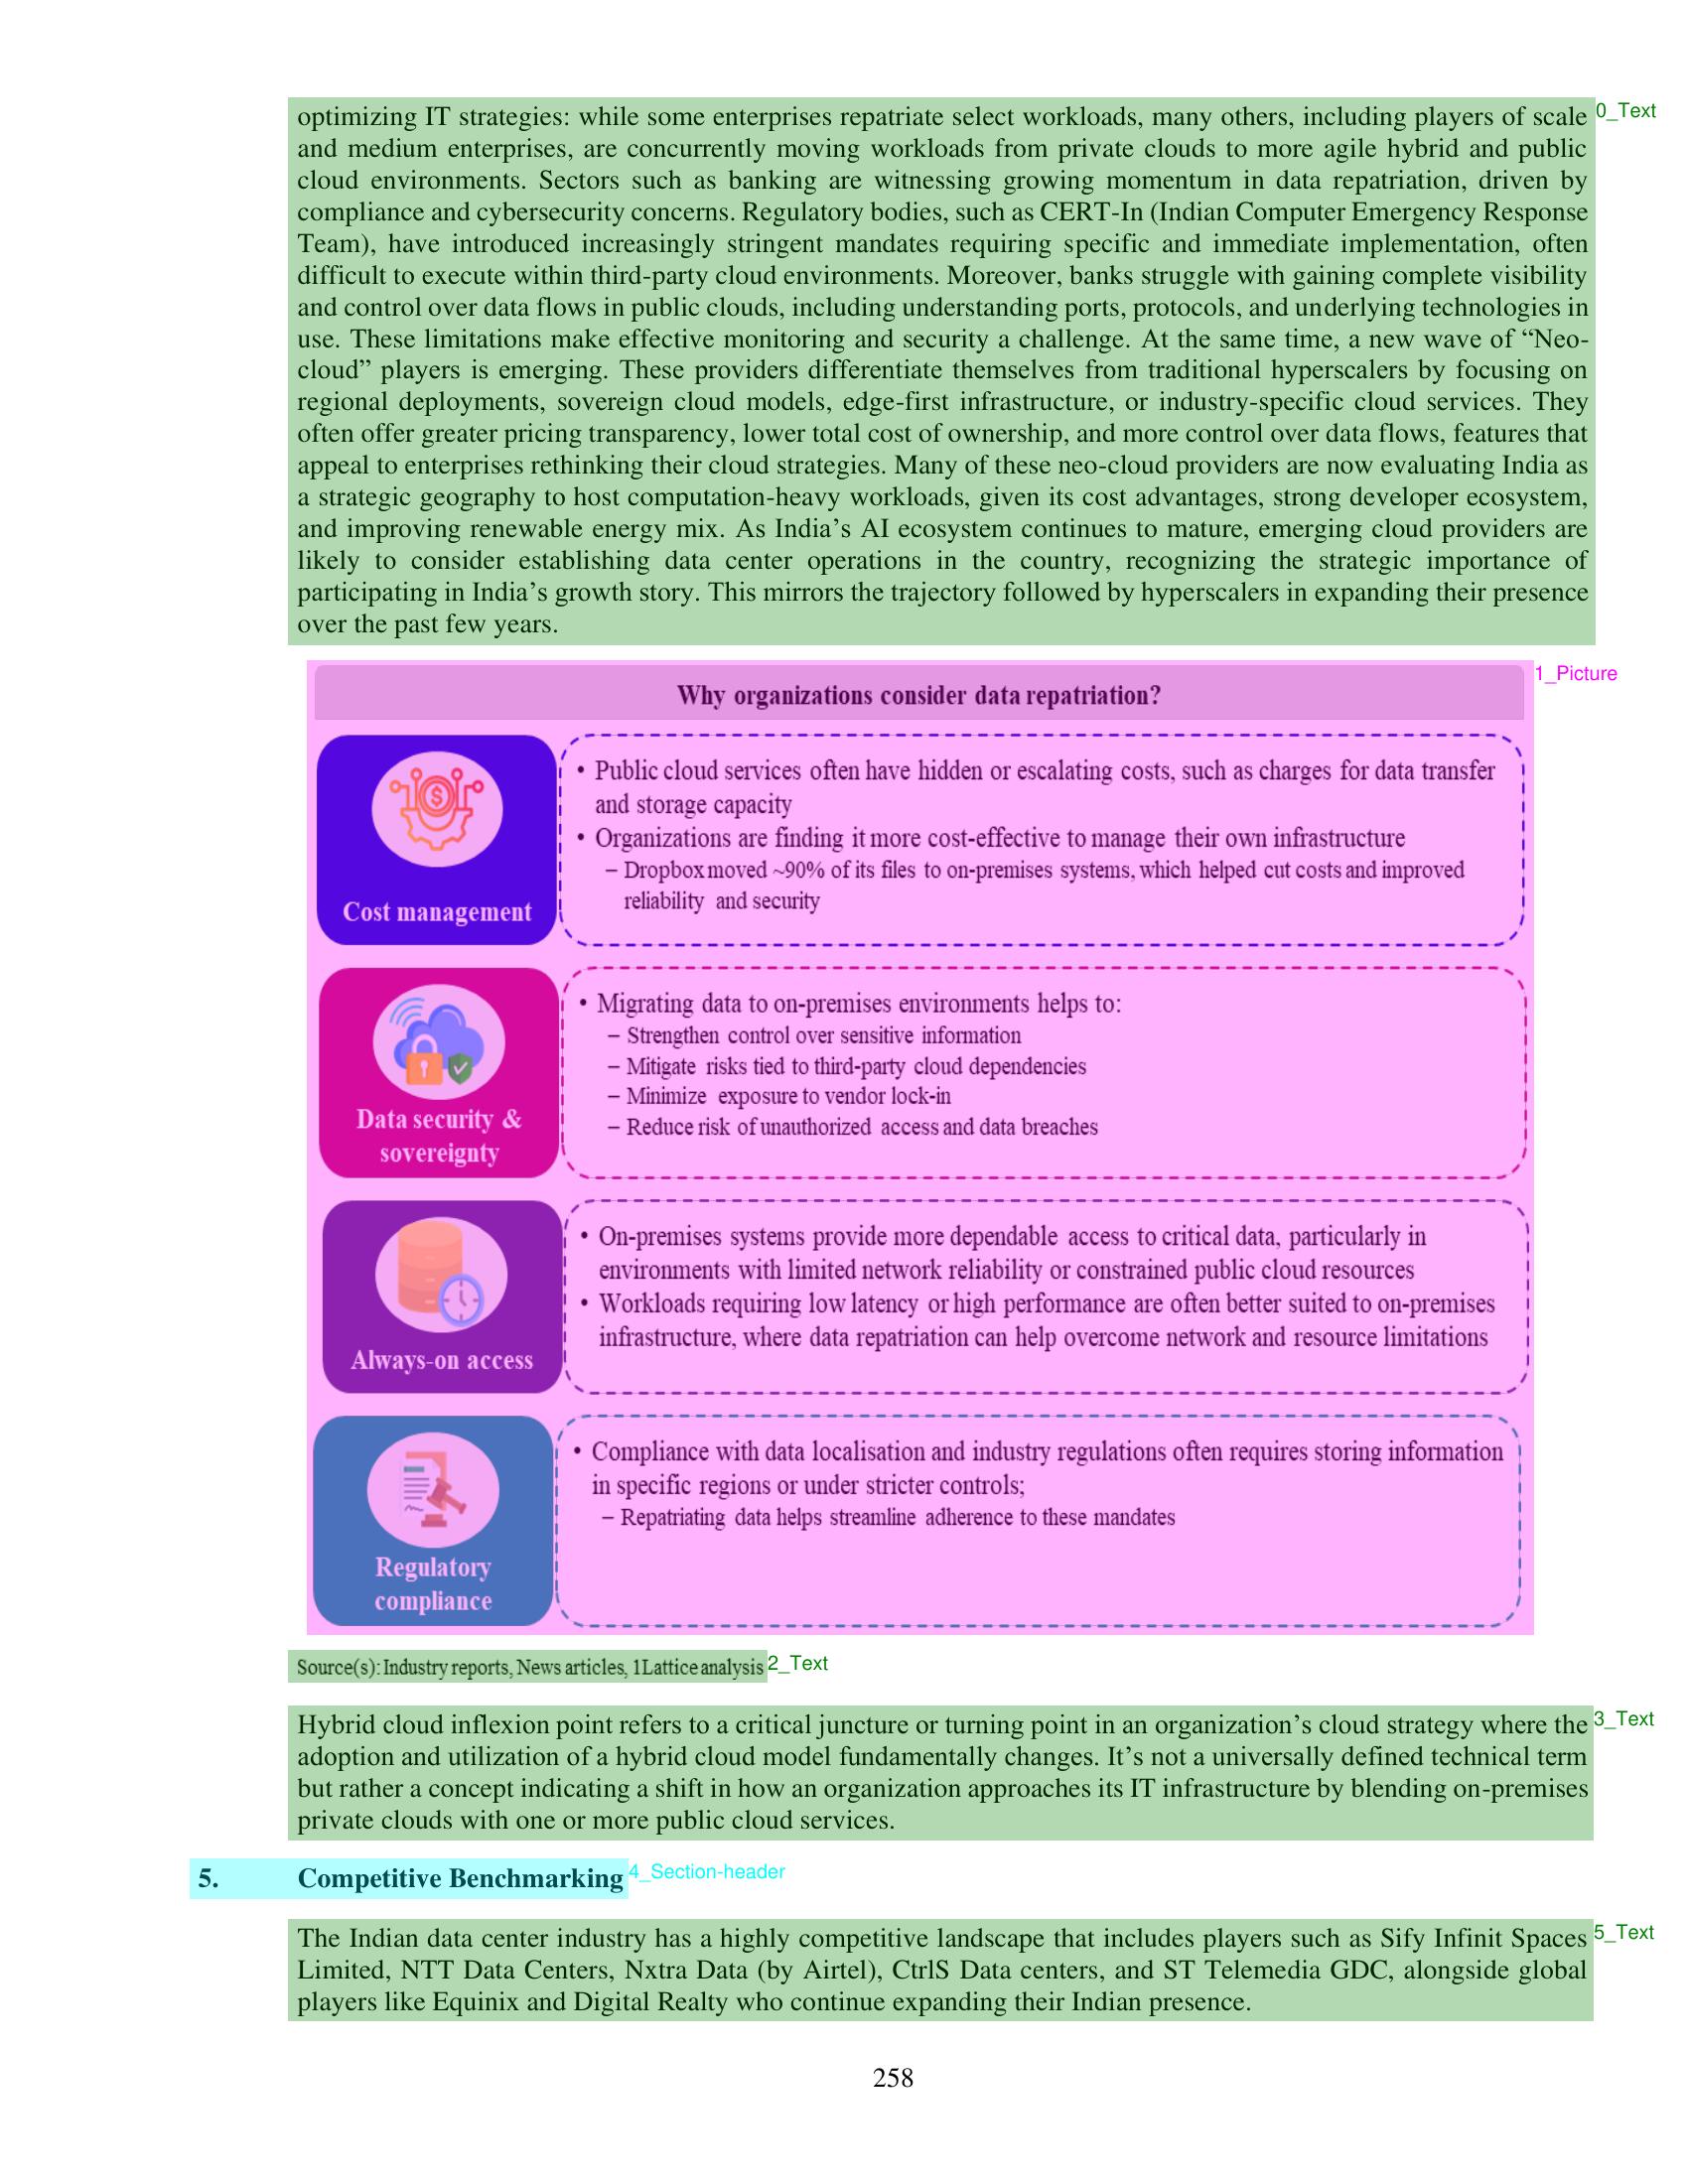 optimizing IT strategies: while some enterprises repatriate select workloads, many others, including players of scale
0_Text
and medium enterprises, are concurrently moving workloads from private clouds to more agile hybrid and public
cloud environments. Sectors such as banking are witnessing growing momentum in data repatriation, driven by
compliance and cybersecurity concerns. Regulatory bodies, such as CERT-In (Indian Computer Emergency Response
Team), have introduced increasingly stringent mandates requiring specific and immediate implementation, often
difficult to execute within third-party cloud environments. Moreover, banks struggle with gaining complete visibility
and control over data flows in public clouds, including understanding ports, protocols, and underlying technologies in
use. These limitations make effective monitoring and security a challenge. At the same time, a new wave of “Neo-
cloud” players is emerging. These providers differentiate themselves from traditional hyperscalers by focusing on
regional deployments, sovereign cloud models, edge-first infrastructure, or industry-specific cloud services. They
often offer greater pricing transparency, lower total cost of ownership, and more control over data flows, features that
appeal to enterprises rethinking their cloud strategies. Many of these neo-cloud providers are now evaluating India as
a strategic geography to host computation-heavy workloads, given its cost advantages, strong developer ecosystem,
and improving renewable energy mix. As India’s AI ecosystem continues to mature, emerging cloud providers are
likely to consider establishing data center operations in the country, recognizing the strategic importance of
participating in India’s growth story. This mirrors the trajectory followed by hyperscalers in expanding their presence
over the past few years.
1_Picture
Why organizations consider data repatriation?
Cost management
• Public cloud services often have hidden or escalating costs, such as charges for data transfer
and storage capacity
• Organizations are finding it more cost-effective to manage their own infrastructure
– Dropbox moved ~90% of its files to on-premises systems, which helped cut costs and improved
reliability and security
Data security &
sovereignty
• Migrating data to on-premises environments helps to:
– Strengthen control over sensitive information
– Mitigate risks tied to third-party cloud dependencies
– Minimize exposure to vendor lock-in
– Reduce risk of unauthorized access and data breaches
Always-on access
• On-premises systems provide more dependable access to critical data, particularly in
environments with limited network reliability or constrained public cloud resources
• Workloads requiring low latency or high performance are often better suited to on-premises
infrastructure, where data repatriation can help overcome network and resource limitations
Regulatory
compliance
• Compliance with data localisation and industry regulations often requires storing information
in specific regions or under stricter controls;
– Repatriating data helps streamline adherence to these mandates
Source(s): Industry reports, News articles, 1Lattice analysis
2_Text
Hybrid cloud inflexion point refers to a critical juncture or turning point in an organization’s cloud strategy where the
3_Text
adoption and utilization of a hybrid cloud model fundamentally changes. It’s not a universally defined technical term
but rather a concept indicating a shift in how an organization approaches its IT infrastructure by blending on-premises
private clouds with one or more public cloud services.
5. Competitive Benchmarking
4_Section-header
The Indian data center industry has a highly competitive landscape that includes players such as Sify Infinit Spaces
5_Text
Limited, NTT Data Centers, Nxtra Data (by Airtel), CtrlS Data centers, and ST Telemedia GDC, alongside global
players like Equinix and Digital Realty who continue expanding their Indian presence.
258